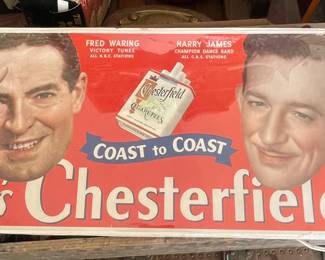 FRED WARING
VICTORY TUNES
ALL N.B.C. STATIONS
HARRY JAMES
CHAMPION DANCE BAND
ALL C.B.S. STATIONS
Chesterfield
CIGARETTES
COAST to COAST
's Chesterfiel